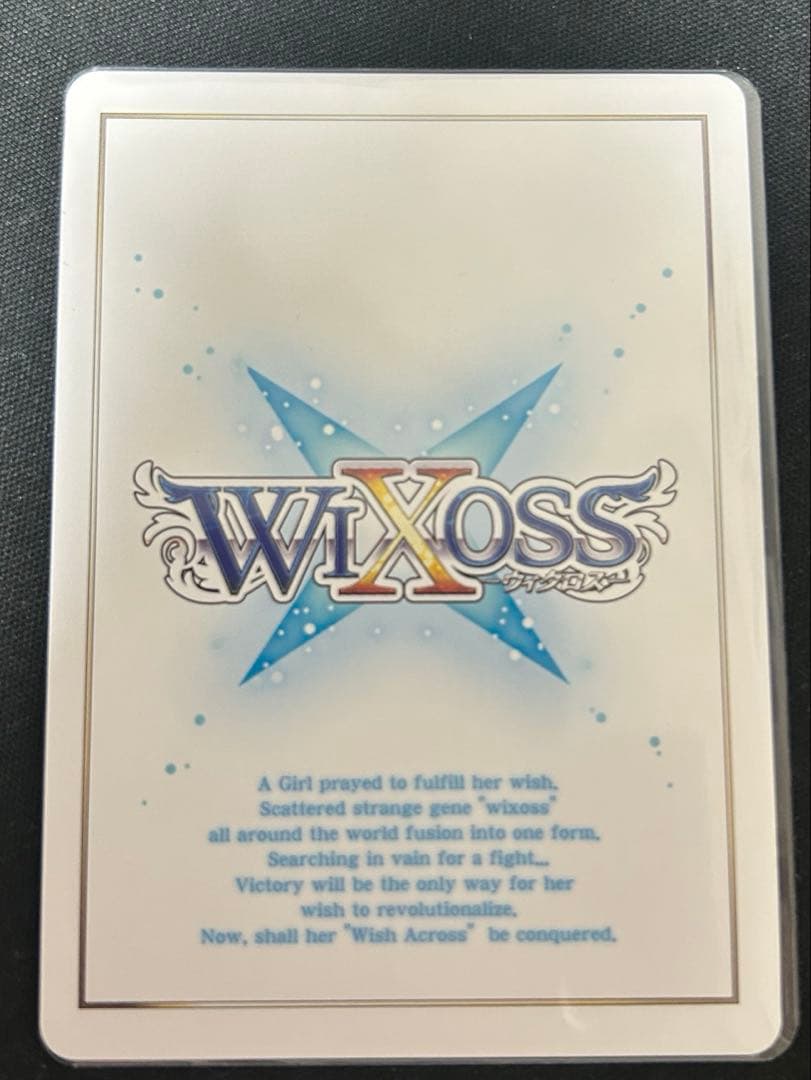 WIXOSS
ーウィクロスー
A Girl prayed to fulfill her wish.
Scattered strange gene "wixoss"
all around the world fusion into one form.
Searching in vain for a fight...
Victory will be the only way for her
wish to revolutionalize.
Now, shall her "Wish Across" be conquered.